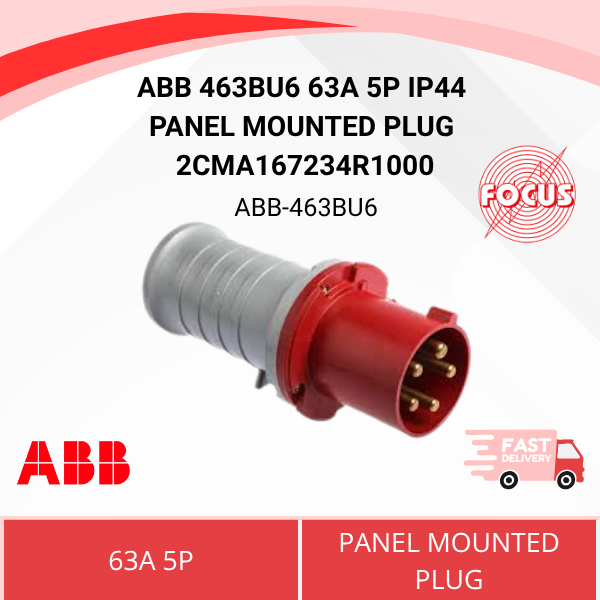 ABB 463BU6 63A 5P IP44
PANEL MOUNTED PLUG
2CMA167234R1000
ABB-463BU6
FOCUS
ABB
FAST
DELIVERY
63A 5P
PANEL MOUNTED
PLUG